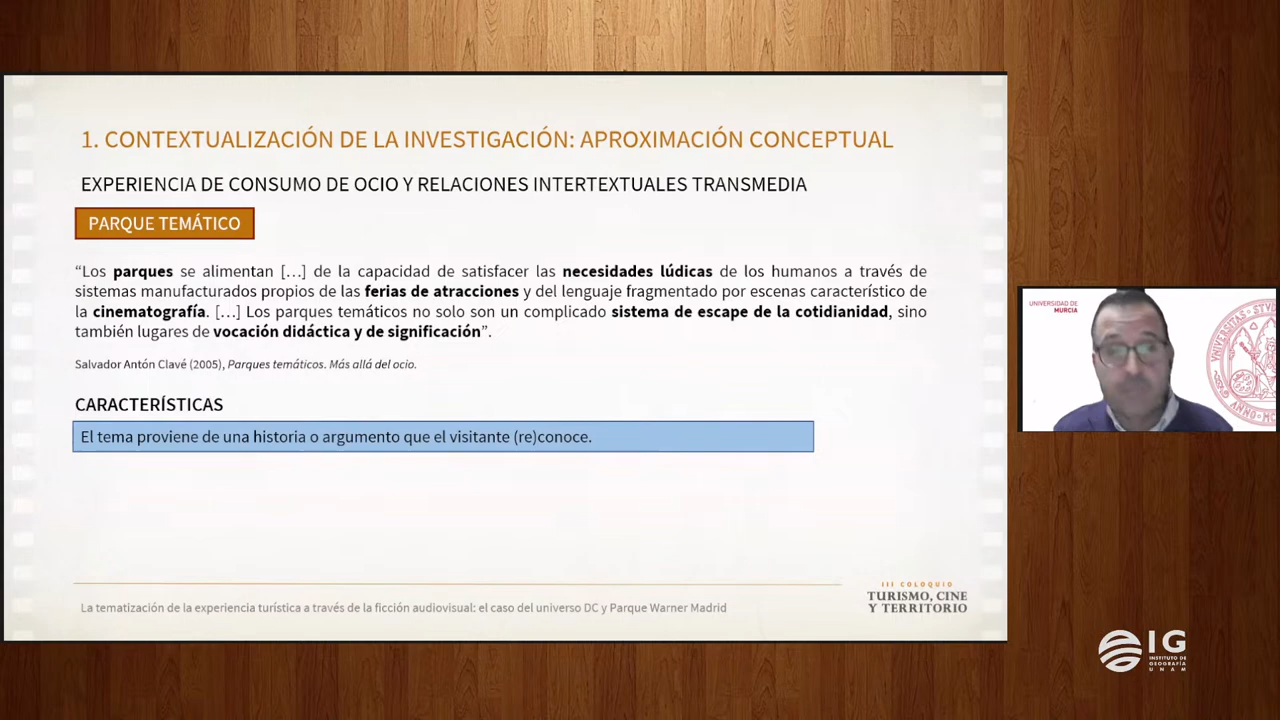 1. CONTEXTUALIZACIÓN DE LA INVESTIGACIÓN: APROXIMACIÓN CONCEPTUAL
EXPERIENCIA DE CONSUMO DE OCIO Y RELACIONES INTERTEXTUALES TRANSMEDIA
PARQUE TEMÁTICO
“Los parques se alimentan […] de la capacidad de satisfacer las necesidades lúdicas de los humanos a través de
sistemas manufacturados propios de las ferias de atracciones y del lenguaje fragmentado por escenas característico de
la cinematografía. […] Los parques temáticos no solo son un complicado sistema de escape de la cotidianidad, sino
también lugares de vocación didáctica y de significación”.
Salvador Antón Clavé (2005), Parques temáticos. Más allá del ocio.
CARACTERÍSTICAS
El tema proviene de una historia o argumento que el visitante (re)conoce.
La tematización de la experiencia turística a través de la ficción audiovisual: el caso del universo DC y Parque Warner Madrid
III COLOQUIO
TURISMO, CINE
Y TERRITORIO
UNIVERSIDAD DE
MURCIA
IG
INSTITUTO DE
GEOGRAFÍA
UNAM